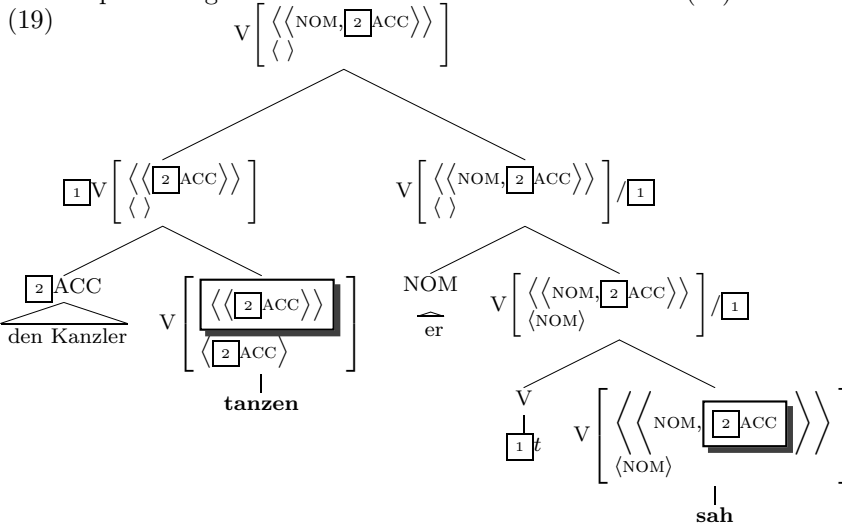 (19)
V[⟨⟨NOM, 2 ACC⟩⟩
⟨ ⟩]
1 V[⟨⟨ 2 ACC⟩⟩
⟨ ⟩]
V[⟨⟨NOM, 2 ACC⟩⟩
⟨ ⟩]/ 1
2 ACC
den Kanzler
V[⟨⟨ 2 ACC⟩⟩
⟨ 2 ACC⟩]
tanzen
NOM
er
V[⟨⟨NOM, 2 ACC⟩⟩
⟨NOM⟩]/ 1
V
1 t
V[⟨⟨NOM, 2 ACC⟩⟩
⟨NOM⟩]
sah